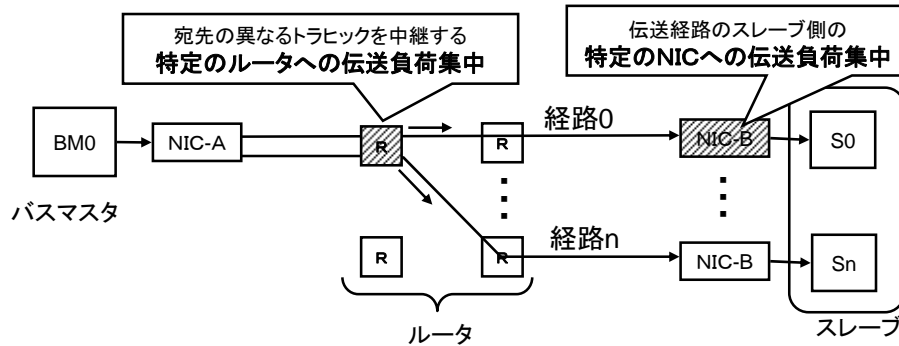 宛先の異なるトラヒックを中継する
特定のルータへの伝送負荷集中
伝送経路のスレーブ側の
特定のNICへの伝送負荷集中
BM0
NIC-A
R
R
経路0
NIC-B
S0
バスマスタ
R
R
経路n
NIC-B
Sn
ルータ
スレーブ